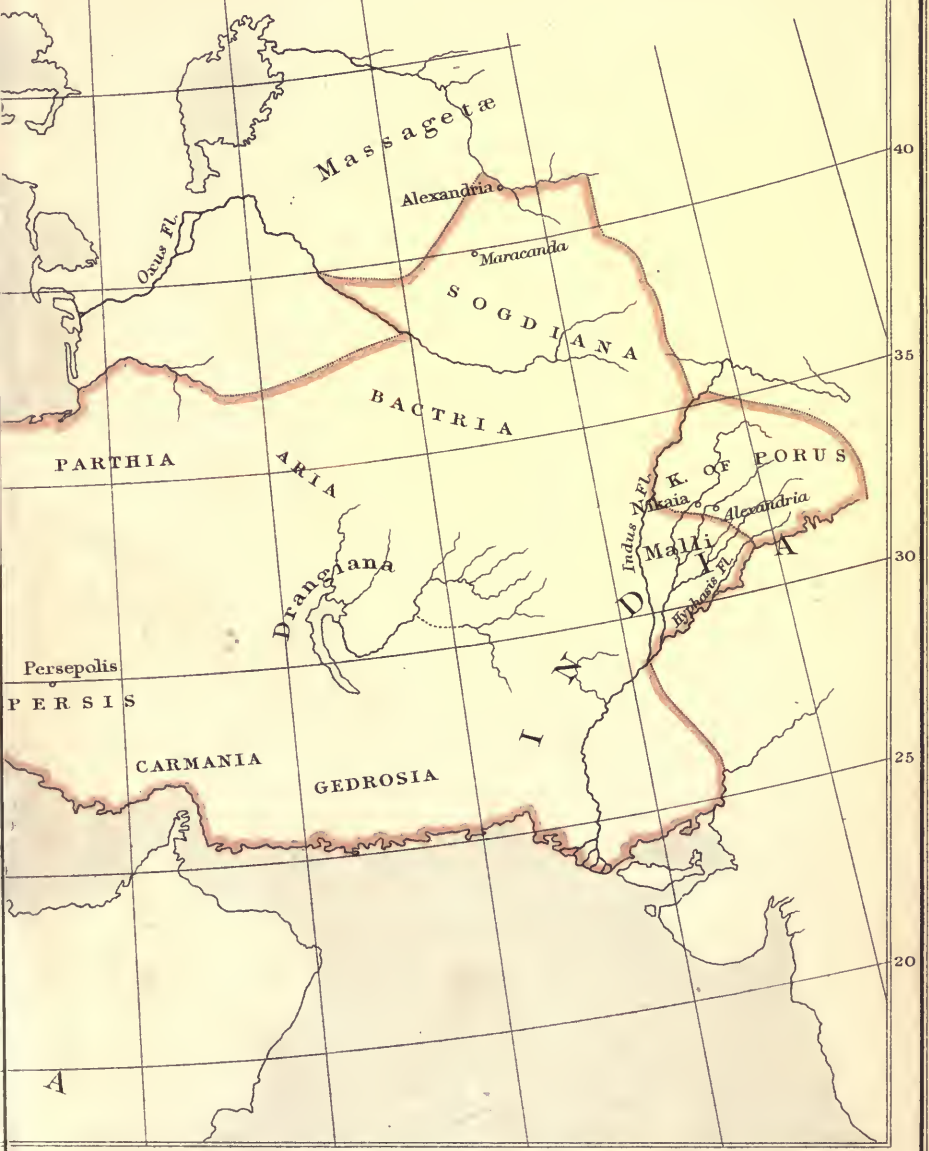 Massagetæ
40
Alexandria
Oxus Fl.
Maracanda
SOGDIANA
35
BACTRIA
PARTHIA
ARIA
K. OF PORUS
Indus Fl.
Nikaia
Alexandria
Malli
30
Drangiana
Hyphasis Fl.
INDIA
Persepolis
PERSIS
25
CARMANIA
GEDROSIA
20
A